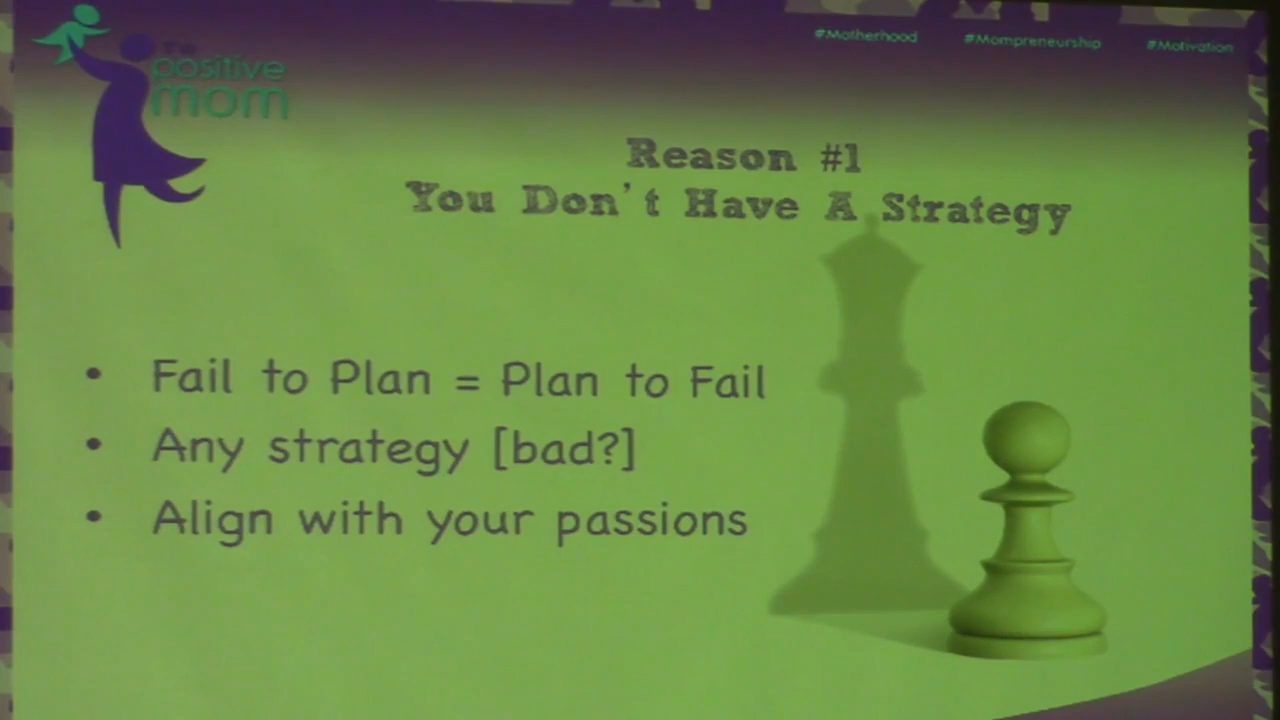 #Motherhood #Mompreneurship #Motivation
the
positive
mom
Reason #1
You Don't Have A Strategy
• Fail to Plan = Plan to Fail
• Any strategy [bad?]
• Align with your passions